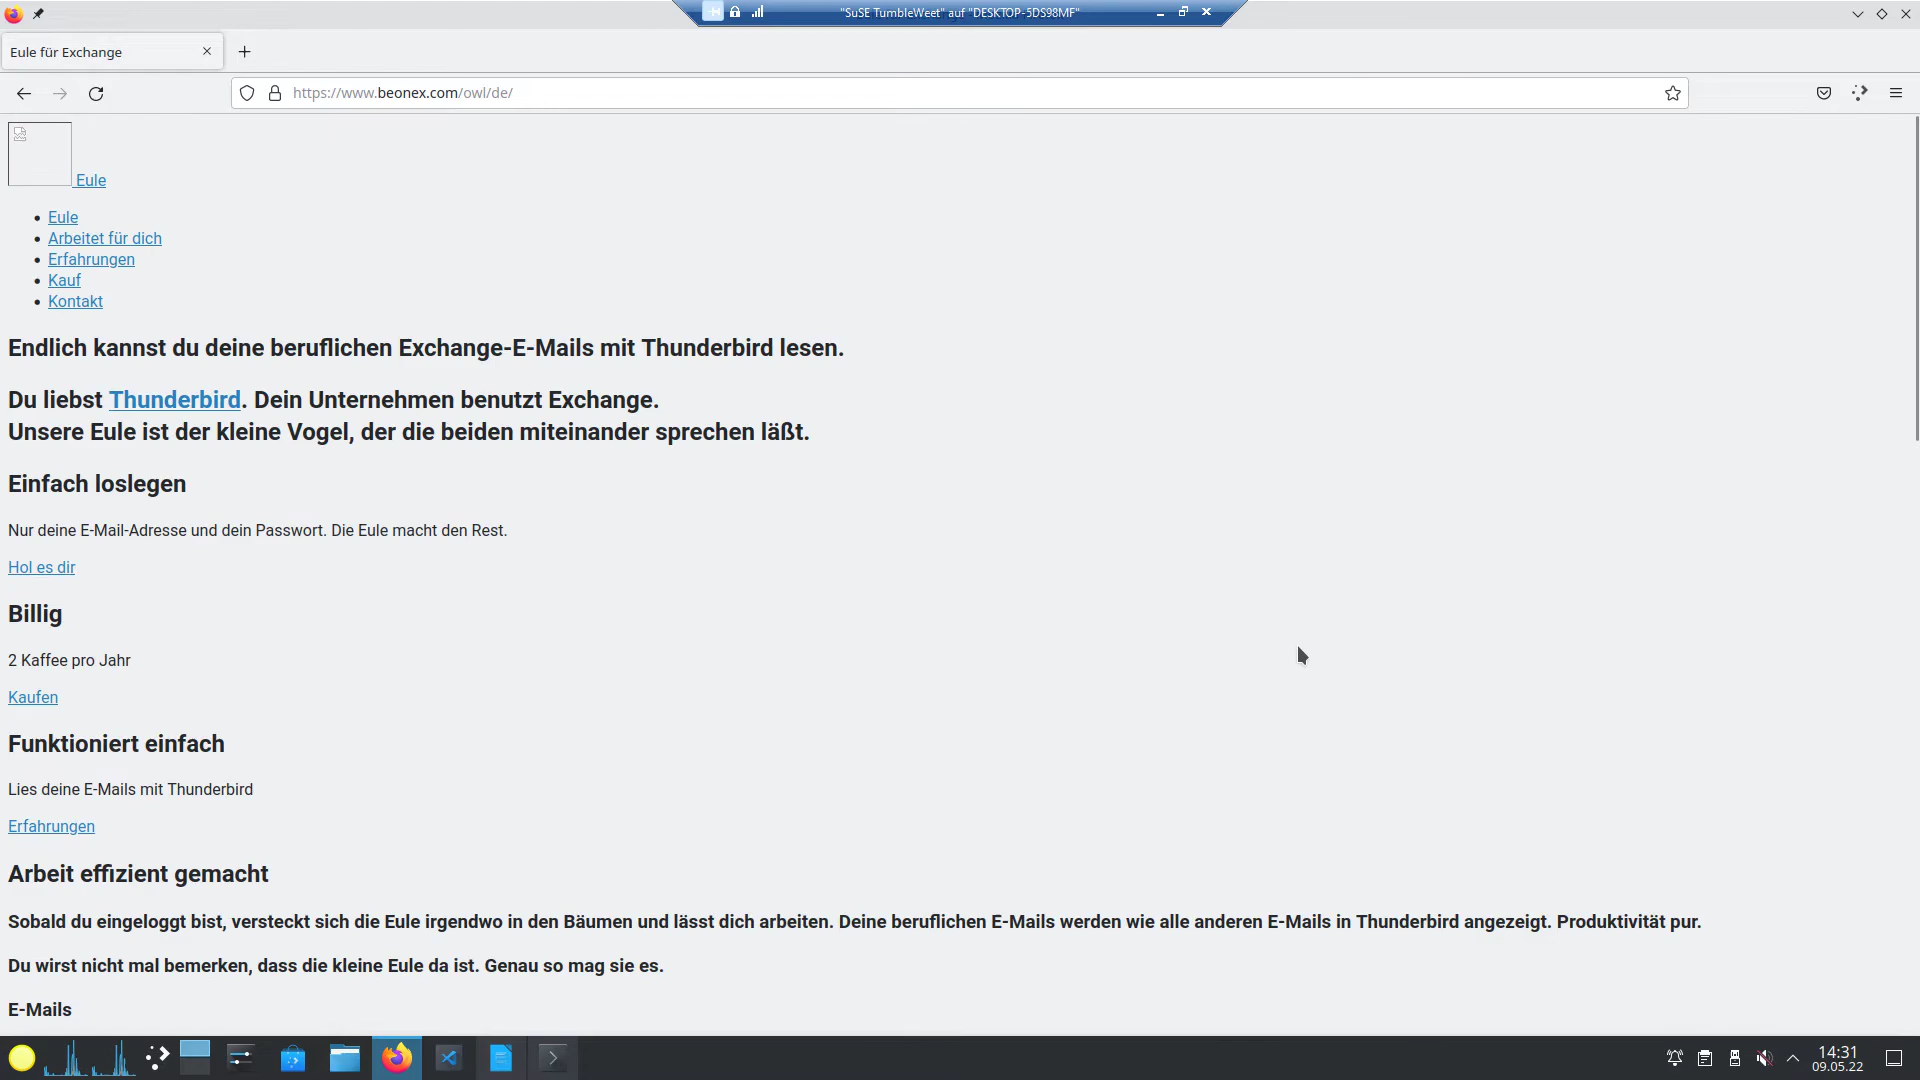 "SuSE TumbleWeet" auf "DESKTOP-5DS98MF"
Eule für Exchange
https://www.beonex.com/owl/de/
Eule
Eule
Arbeitet für dich
Erfahrungen
Kauf
Kontakt
Endlich kannst du deine beruflichen Exchange-E-Mails mit Thunderbird lesen.
Du liebst Thunderbird. Dein Unternehmen benutzt Exchange.
Unsere Eule ist der kleine Vogel, der die beiden miteinander sprechen läßt.
Einfach loslegen
Nur deine E-Mail-Adresse und dein Passwort. Die Eule macht den Rest.
Hol es dir
Billig
2 Kaffee pro Jahr
Kaufen
Funktioniert einfach
Lies deine E-Mails mit Thunderbird
Erfahrungen
Arbeit effizient gemacht
Sobald du eingeloggt bist, versteckt sich die Eule irgendwo in den Bäumen und lässt dich arbeiten. Deine beruflichen E-Mails werden wie alle anderen E-Mails in Thunderbird angezeigt. Produktivität pur.
Du wirst nicht mal bemerken, dass die kleine Eule da ist. Genau so mag sie es.
E-Mails
14:31
09.05.22